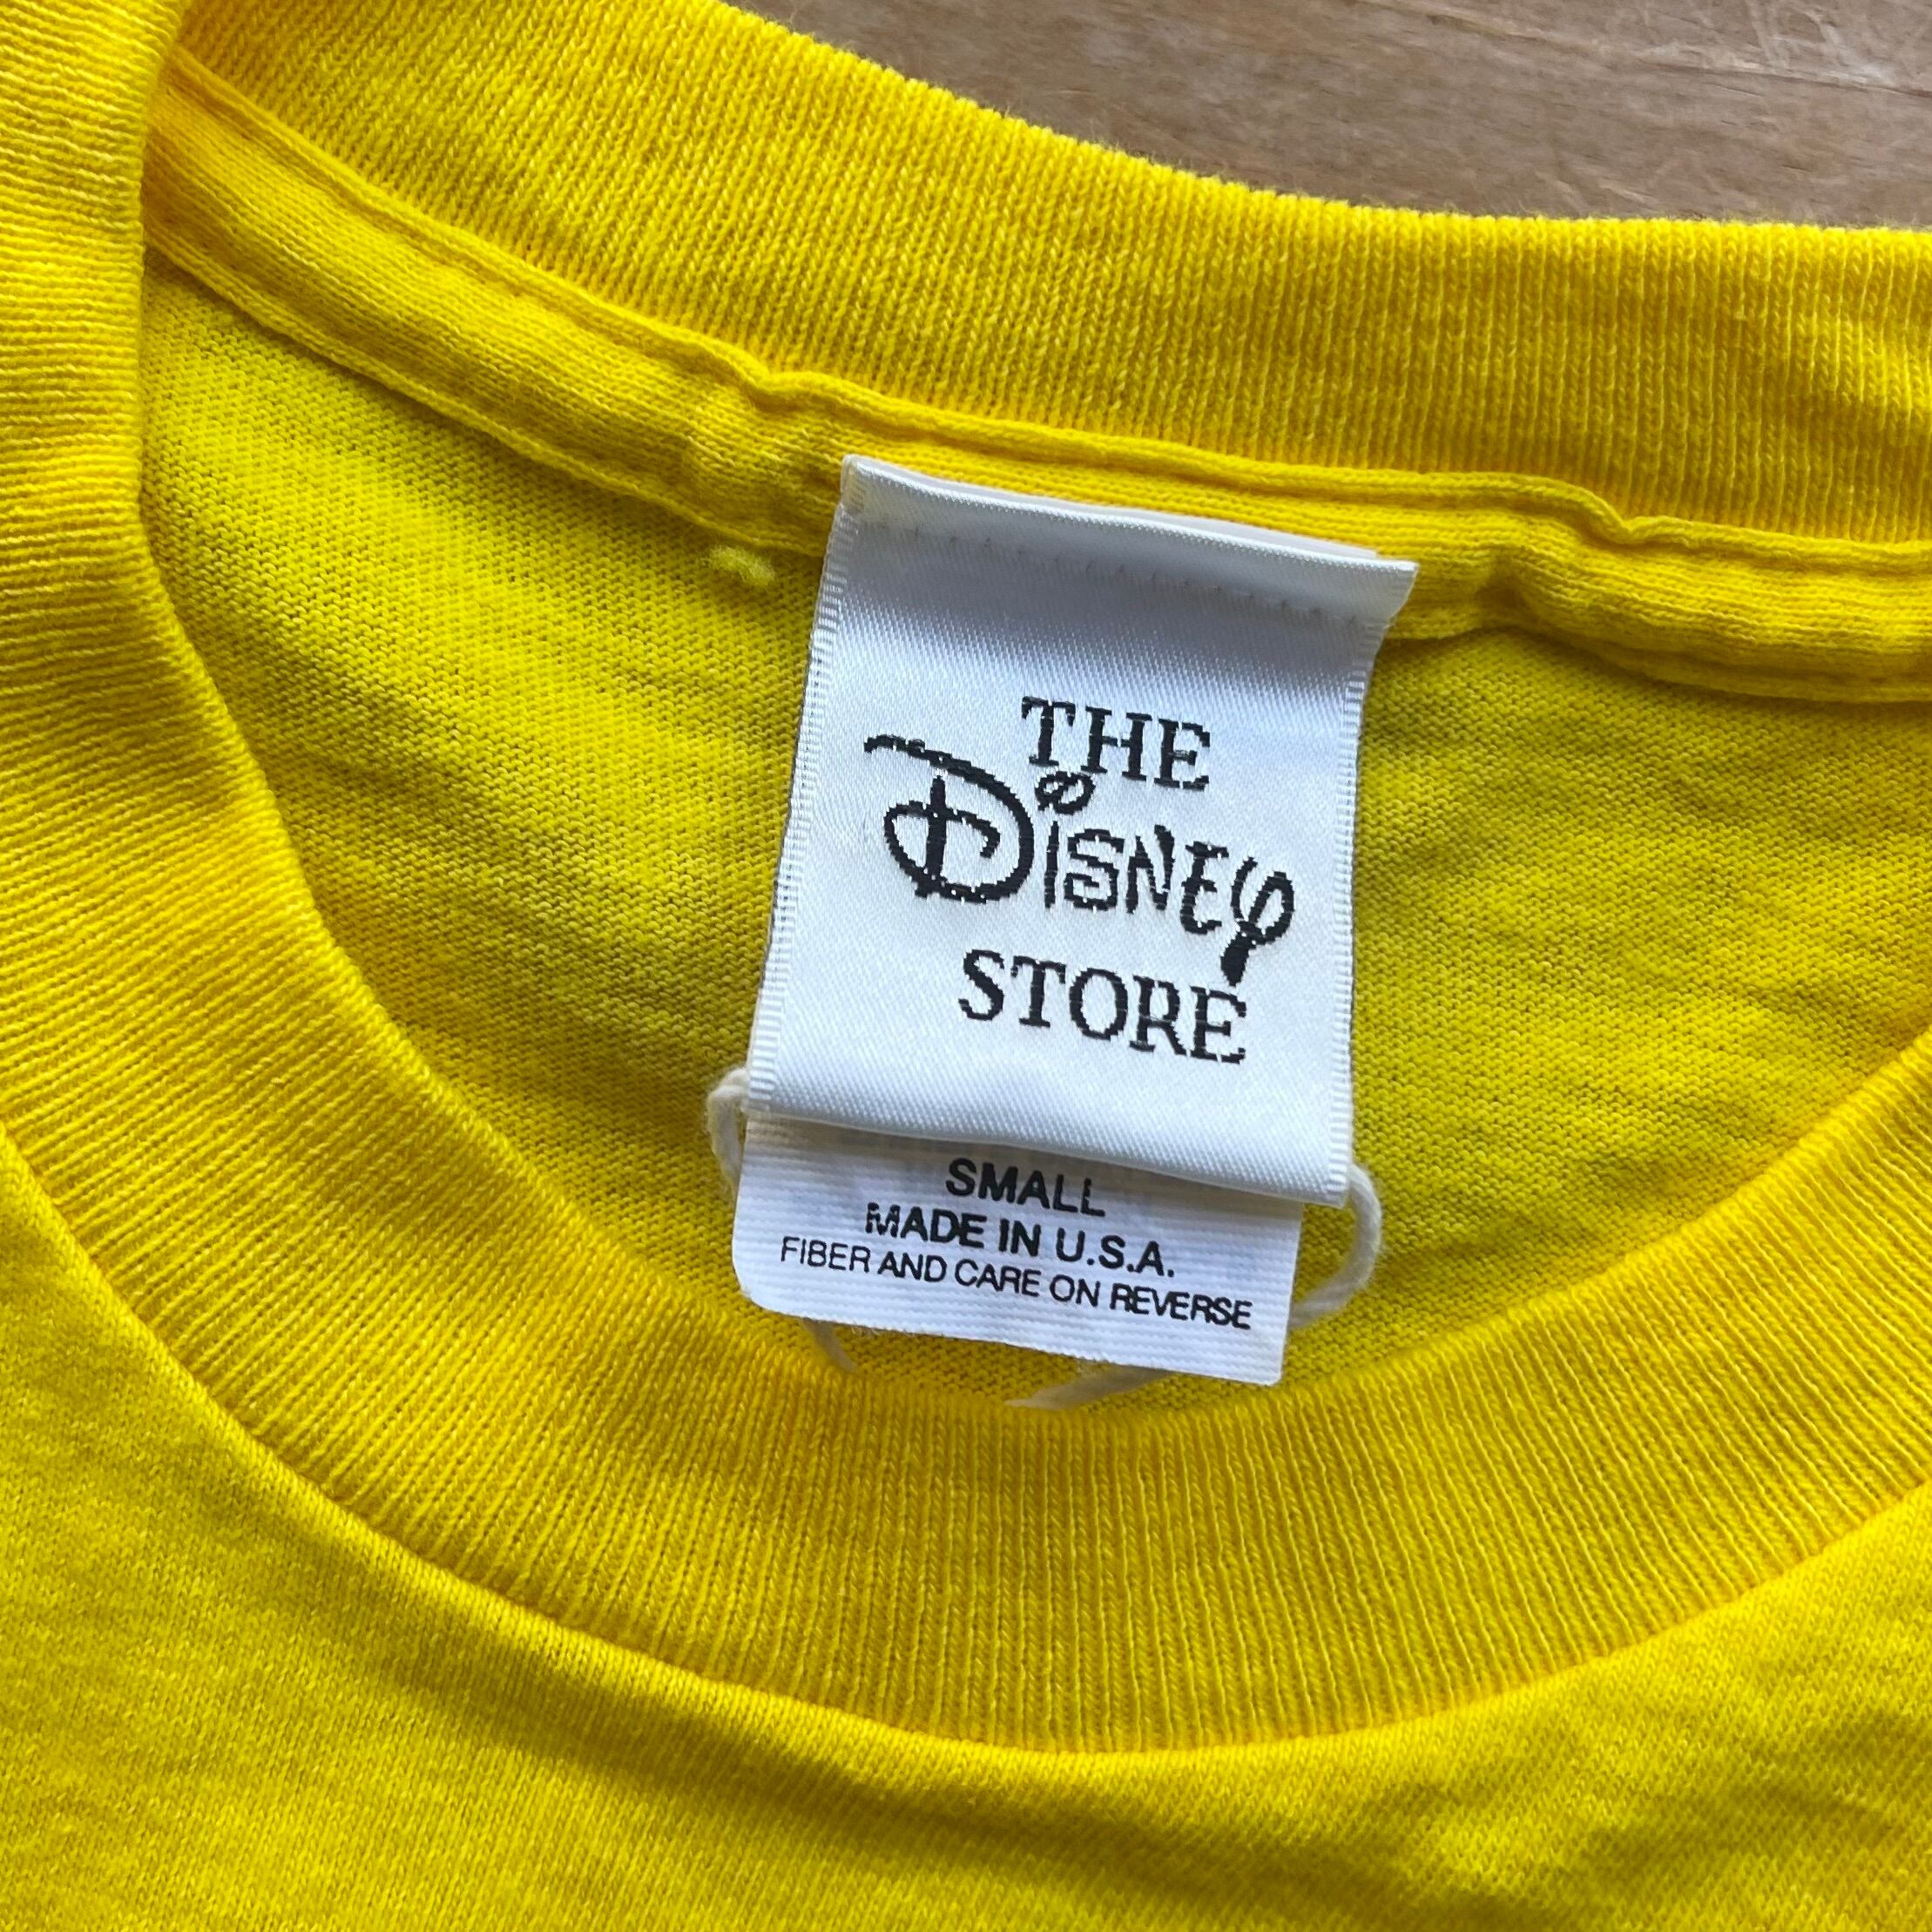 THE
Disney
STORE
SMALL
MADE IN U.S.A.
FIBER AND CARE ON REVERSE